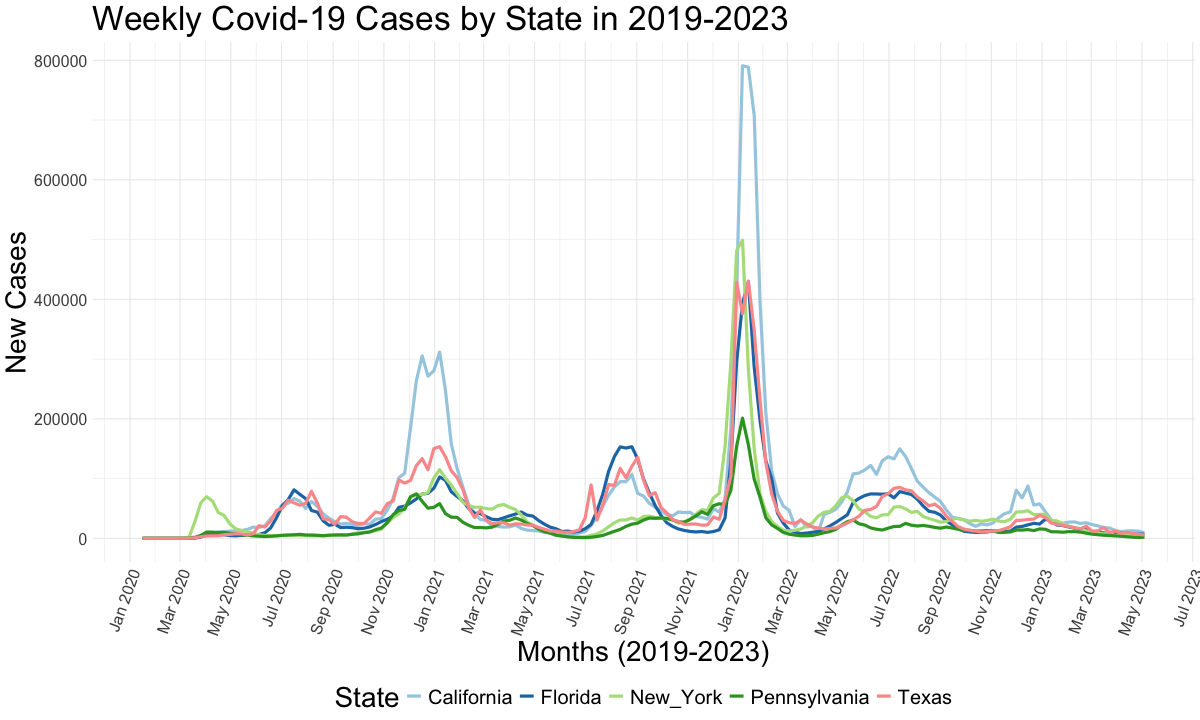 Weekly Covid-19 Cases by State in 2019-2023
New Cases
800000
600000
400000
200000
0
Jan 2020
Mar 2020
May 2020
Jul 2020
Sep 2020
Nov 2020
Jan 2021
Mar 2021
May 2021
Jul 2021
Sep 2021
Nov 2021
Jan 2022
Mar 2022
May 2022
Jul 2022
Sep 2022
Nov 2022
Jan 2023
Mar 2023
May 2023
Jul 2023
Months (2019-2023)
State California Florida New_York Pennsylvania Texas